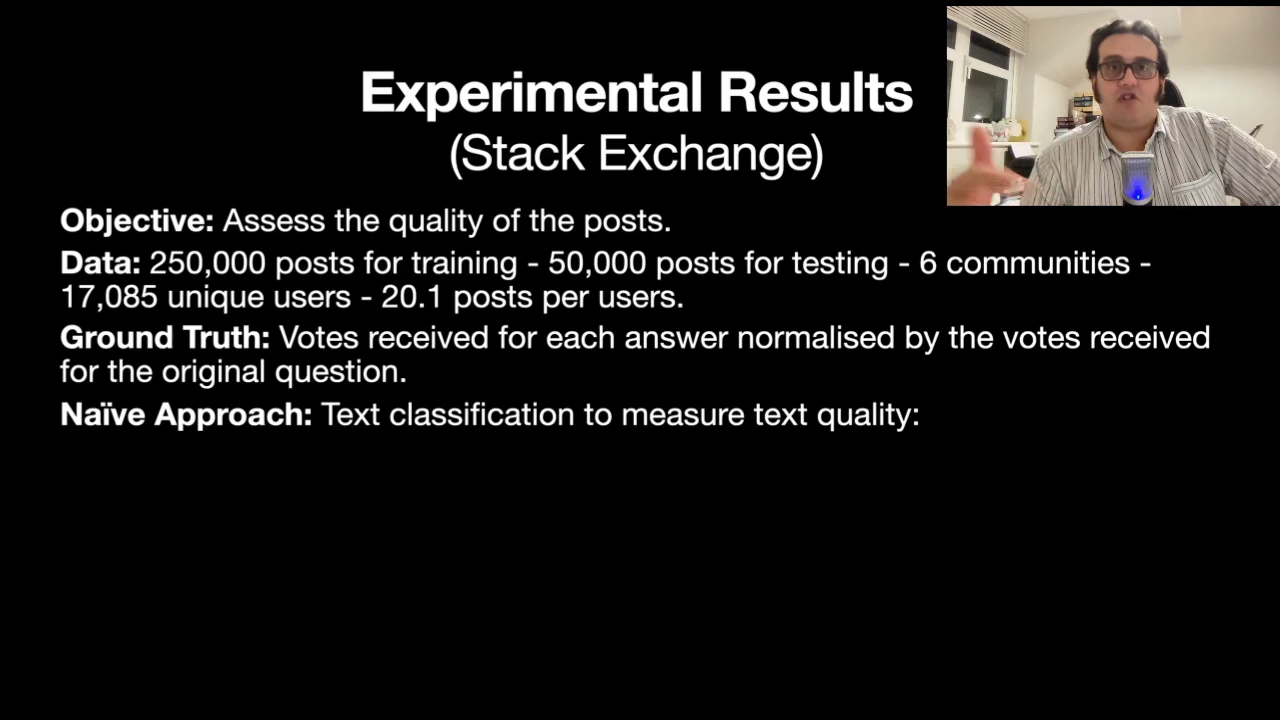 Experimental Results
(Stack Exchange)
Objective: Assess the quality of the posts.
Data: 250,000 posts for training - 50,000 posts for testing - 6 communities -
17,085 unique users - 20.1 posts per users.
Ground Truth: Votes received for each answer normalised by the votes received
for the original question.
Naïve Approach: Text classification to measure text quality: